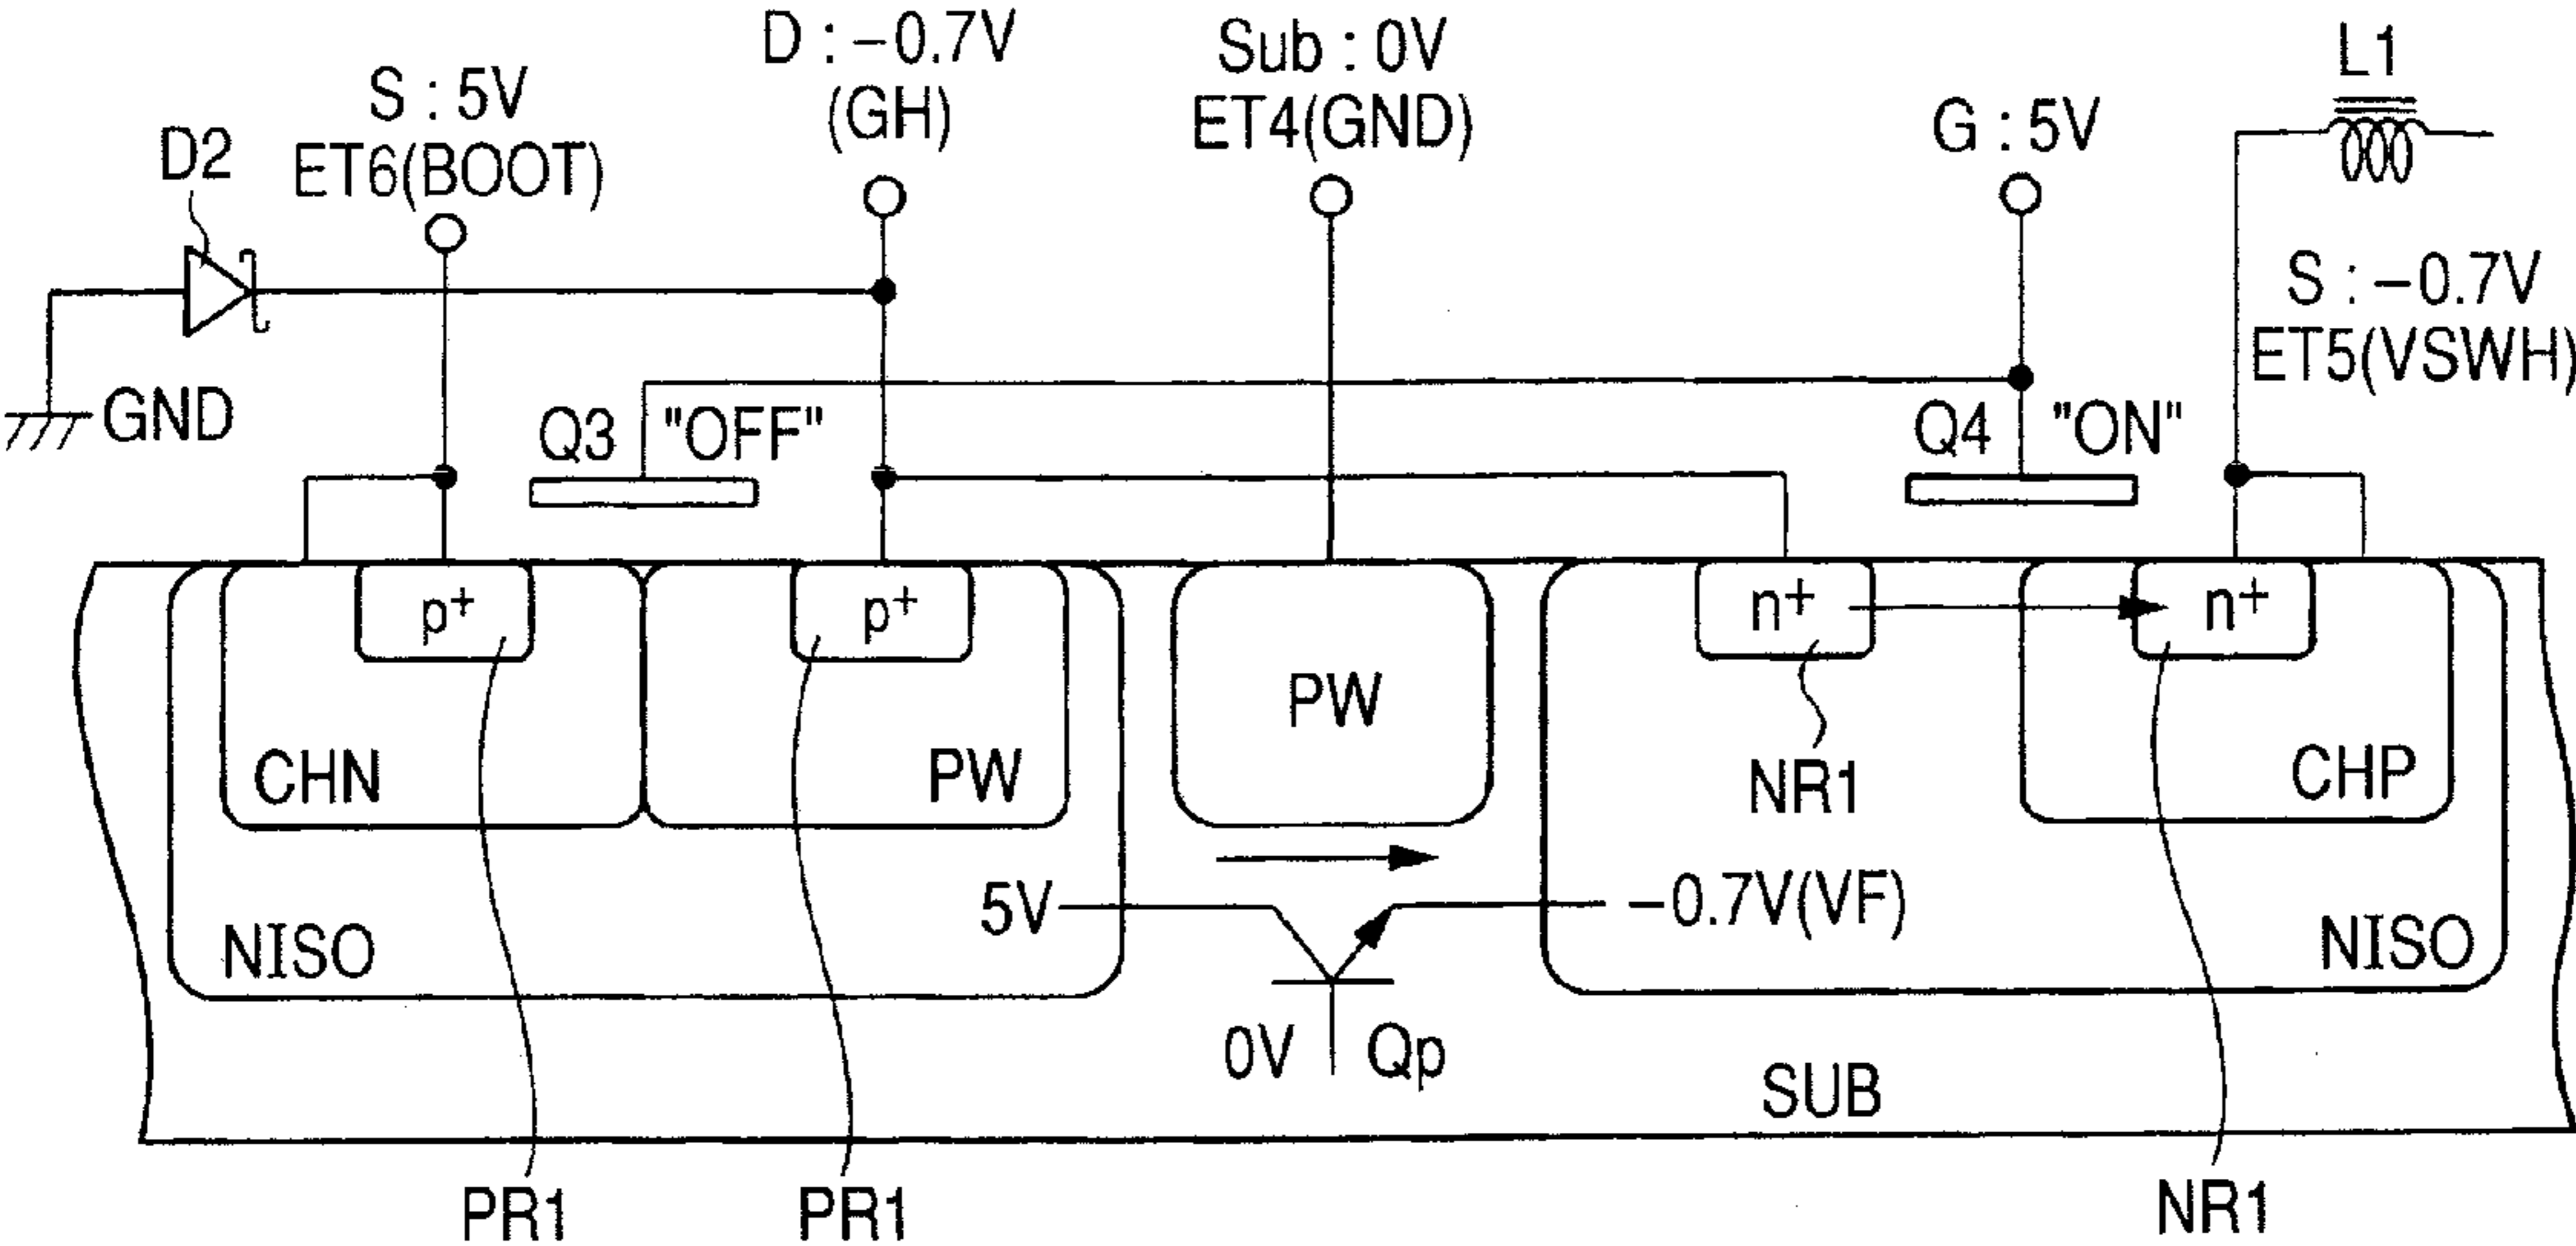 D : −0.7V
(GH)
Sub : 0V
ET4(GND)
L1
S : 5V
ET6(BOOT)
G : 5V
D2
S : −0.7V
ET5(VSWH)
GND
Q3
"OFF"
Q4
"ON"
p+
p+
n+
n+
PW
CHN
PW
NR1
CHP
5V
−0.7V(VF)
NISO
NISO
0V
Qp
SUB
PR1
PR1
NR1